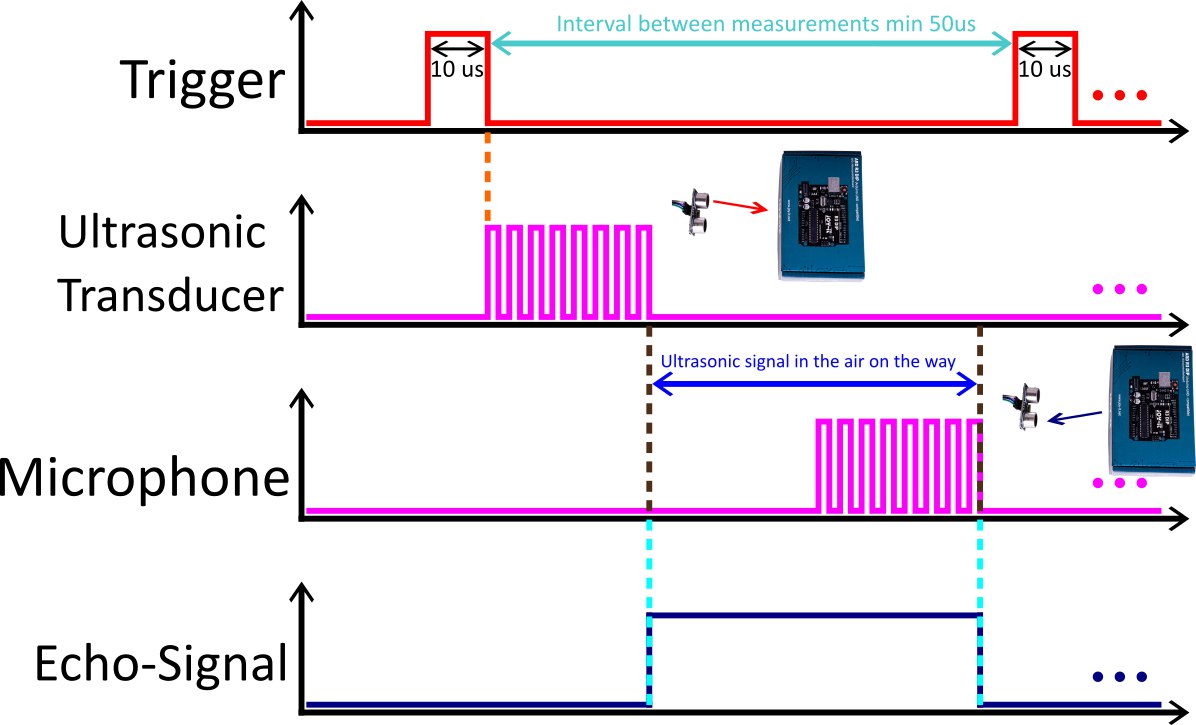 Interval between measurements min 50us
10 us
10 us
Trigger
Ultrasonic
Transducer
Ultrasonic signal in the air on the way
Microphone
Echo-Signal